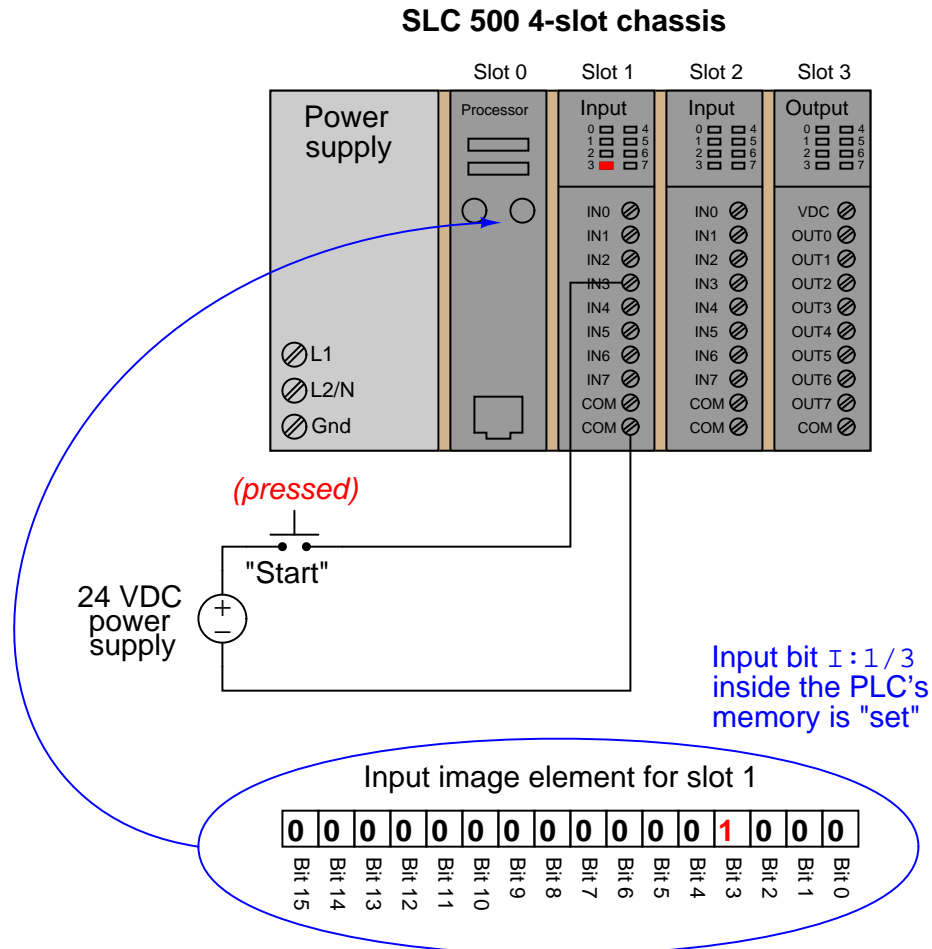 SLC 500 4-slot chassis
Slot 0 Slot 1 Slot 2 Slot 3
Power
supply
Processor
Input
Input
Output
0 4
1 5
2 6
3 7
0 4
1 5
2 6
3 7
0 4
1 5
2 6
3 7
IN0 IN0 VDC
IN1 IN1 OUT0
IN2 IN2 OUT1
IN3 IN3 OUT2
IN4 IN4 OUT3
IN5 IN5 OUT4
IN6 IN6 OUT5
IN7 IN7 OUT6
COM COM OUT7
COM COM COM
L1
L2/N
Gnd
(pressed)
"Start"
24 VDC
power
supply
+
−
Input bit I:1/3
inside the PLC's
memory is "set"
Input image element for slot 1
0 0 0 0 0 0 0 0 0 0 0 0 1 0 0 0
Bit 15 Bit 14 Bit 13 Bit 12 Bit 11 Bit 10 Bit 9 Bit 8 Bit 7 Bit 6 Bit 5 Bit 4 Bit 3 Bit 2 Bit 1 Bit 0